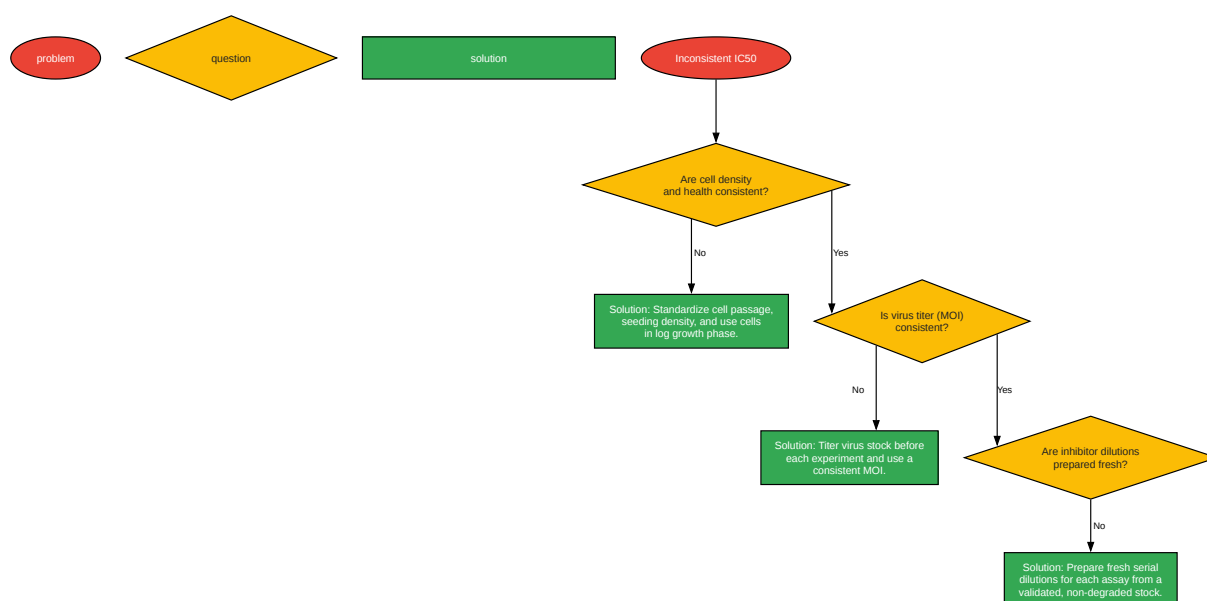 problem
question
solution
Inconsistent IC50
Are cell density
and health consistent?
No
Yes
Solution: Standardize cell passage,
seeding density, and use cells
in log growth phase.
Is virus titer (MOI)
consistent?
No
Yes
Solution: Titer virus stock before
each experiment and use a
consistent MOI.
Are inhibitor dilutions
prepared fresh?
No
Solution: Prepare fresh serial
dilutions for each assay from a
validated, non-degraded stock.